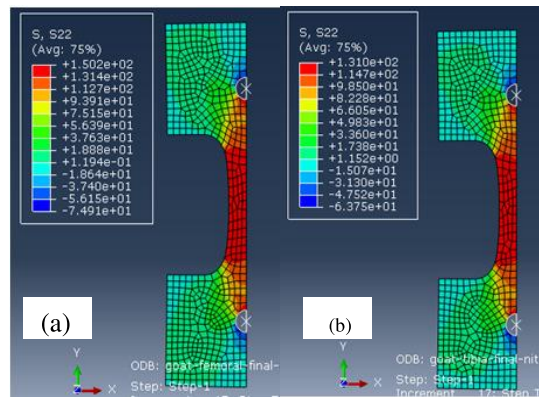 S, S22
(Avg: 75%)
+1.502e+02
+1.314e+02
+1.127e+02
+9.391e+01
+7.515e+01
+5.639e+01
+3.763e+01
+1.888e+01
+1.194e-01
-1.864e+01
-3.740e+01
-5.615e+01
-7.491e+01
(a)
Y
X
ODB: goat-femoral-final-
Step: Step-1
S, S22
(Avg: 75%)
+1.310e+02
+1.147e+02
+9.850e+01
+8.228e+01
+6.605e+01
+4.983e+01
+3.360e+01
+1.738e+01
+1.152e+00
-1.507e+01
-3.130e+01
-4.752e+01
-6.375e+01
(b)
Y
X
ODB: goat-tibiar-final-nit
Step: Step-1
Increment 17: Step T